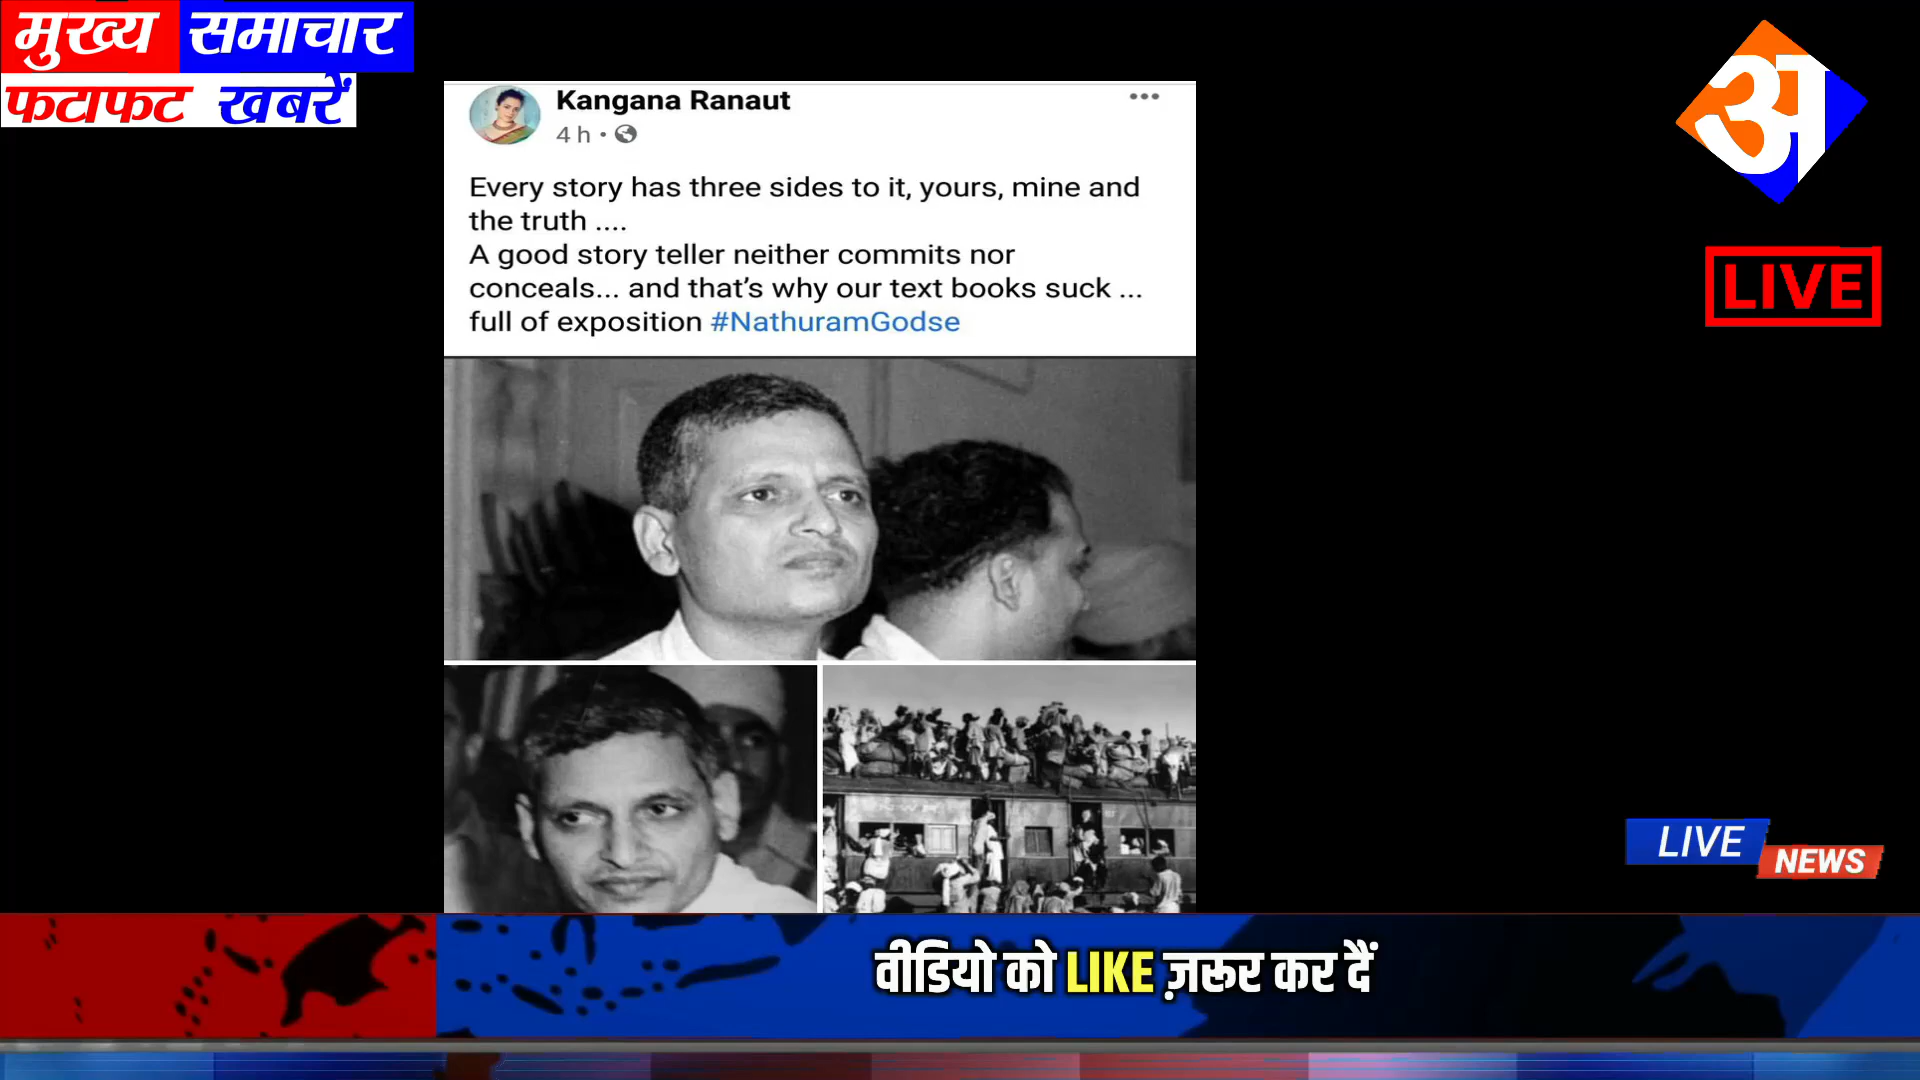 मुख्य समाचार
फटाफट खबरें
अ
LIVE
Kangana Ranaut
4 h
Every story has three sides to it, yours, mine and
the truth ....
A good story teller neither commits nor
conceals... and that's why our text books suck ...
full of exposition #NathuramGodse
LIVE
NEWS
वीडियो को LIKE ज़रूर कर दैं